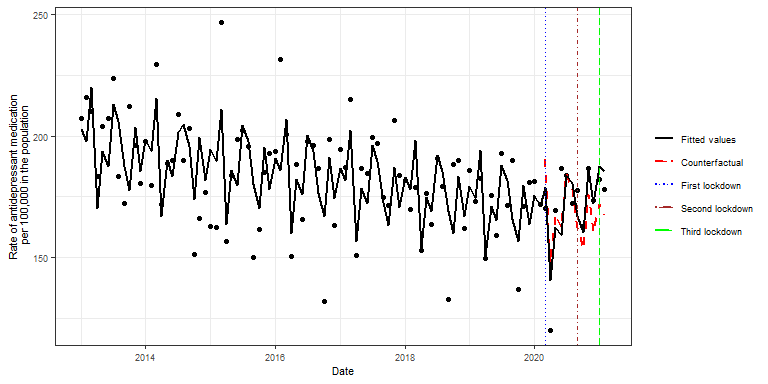 250
200
150
Rate of antidepressant medication
per 100,000 in the population
2014
2016
2018
2020
Date
Fitted values
Counterfactual
First lockdown
Second lockdown
Third lockdown